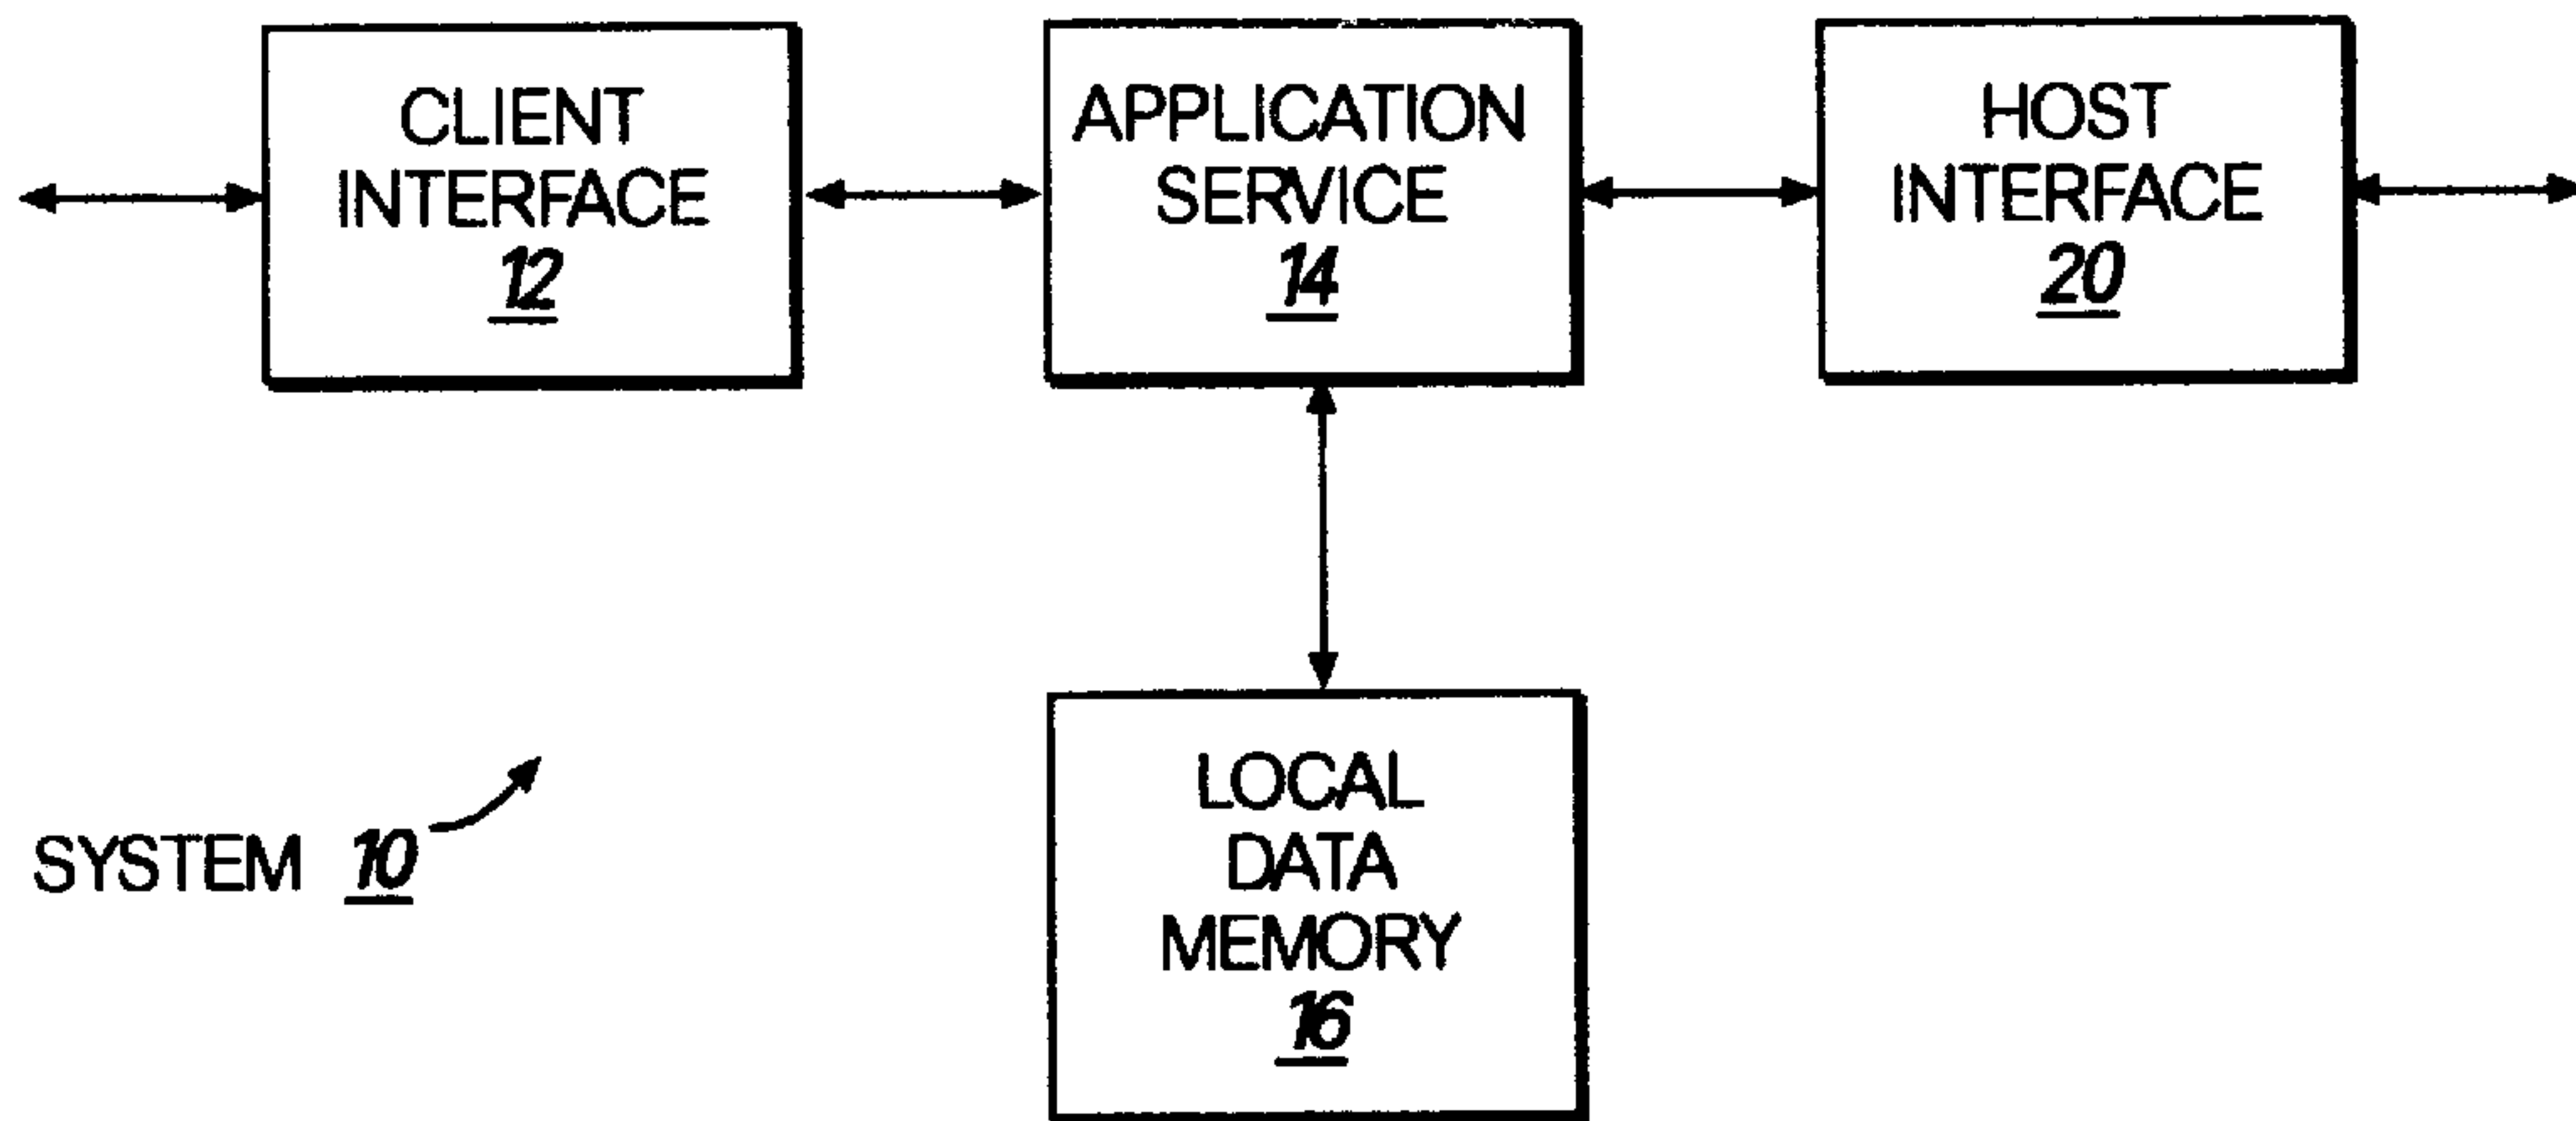 CLIENT
INTERFACE
12
APPLICATION
SERVICE
14
HOST
INTERFACE
20
LOCAL
DATA
MEMORY
16
SYSTEM 10